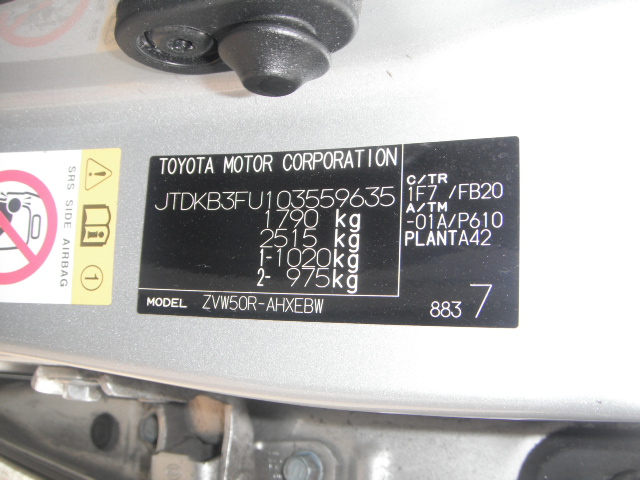 SRS SIDE AIRBAG
1
TOYOTA MOTOR CORPORATION
JTDKB3FU103559635
1790 kg
2515 kg
1-1020kg
2- 975kg
MODEL ZVW50R-AHXEBW
C/TR
1F7 /FB20
A/TM
-01A/P610
PLANTA42
883 7